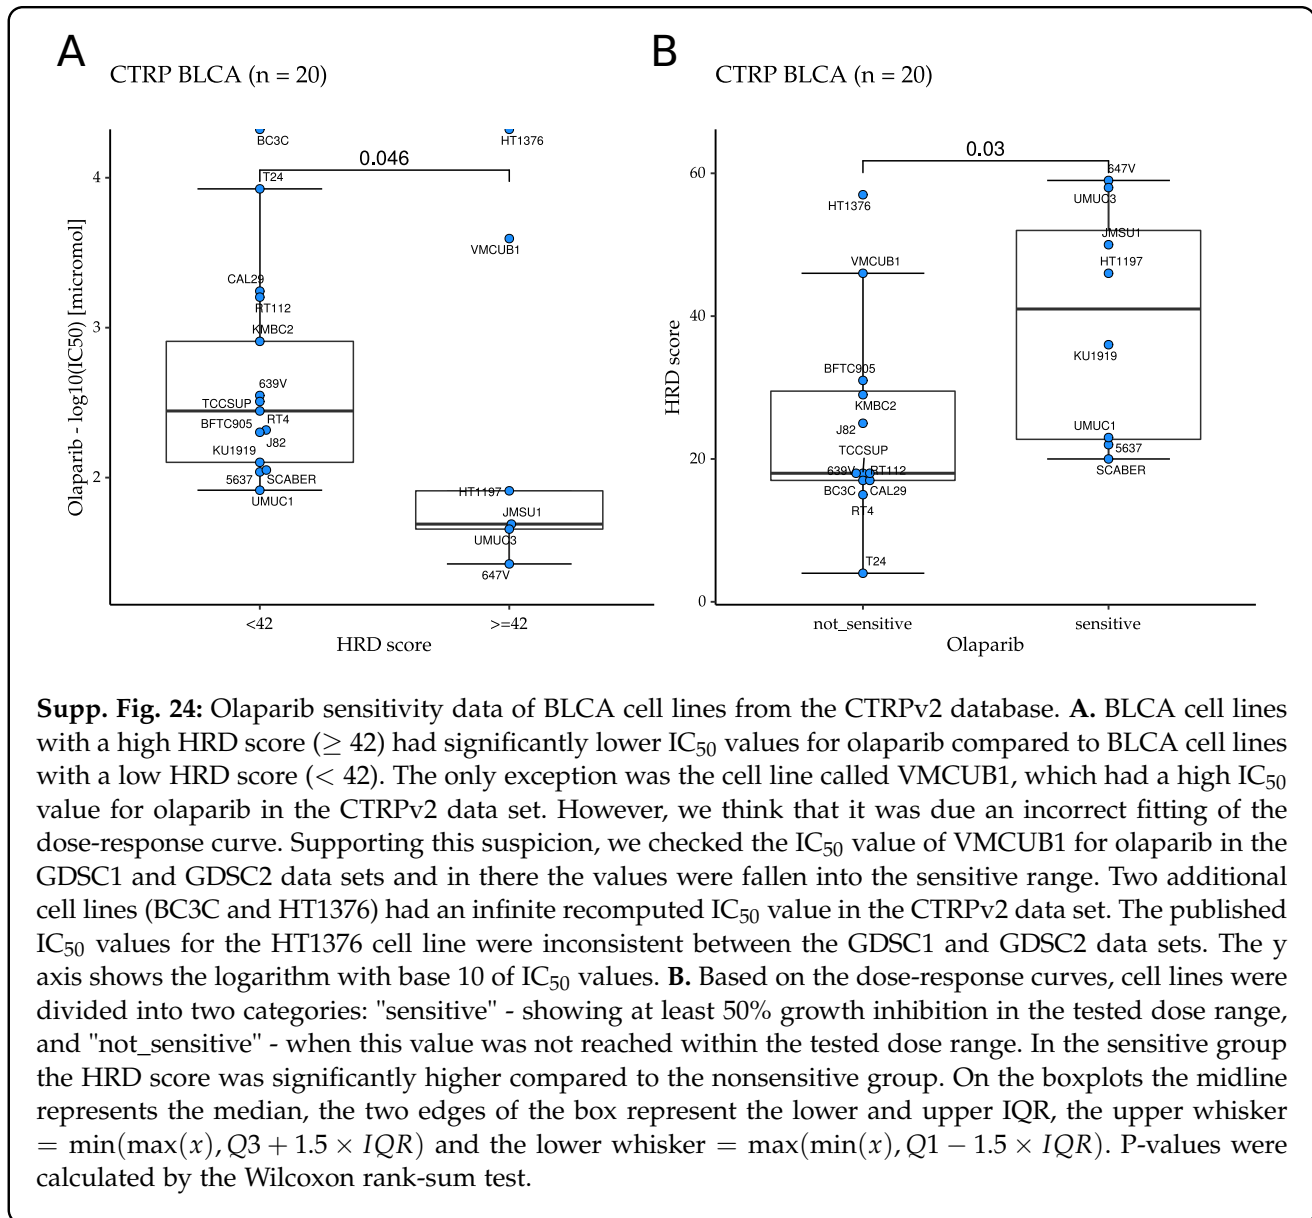 A
CTRP BLCA (n = 20)
Olaparib - log10(IC50) [micromol]
4
3
2
BC3C
HT1376
0.046
T24
VMCUB1
CAL29
RT112
KMBC2
639V
TCCSUP
RT4
BFTC905
J82
KU1919
5637
SCABER
UMUC1
HT1197
JMSU1
UMUC3
647V
<42
>=42
HRD score
B
CTRP BLCA (n = 20)
HRD score
60
40
20
0
0.03
647V
HT1376
UMUC3
JMSU1
VMCUB1
HT1197
KU1919
BFTC905
KMBC2
J82
UMUC1
TCCSUP
5637
639V
RT112
SCABER
BC3C
CAL29
RT4
T24
not_sensitive
sensitive
Olaparib
Supp. Fig. 24: Olaparib sensitivity data of BLCA cell lines from the CTRPv2 database. A. BLCA cell lines
with a high HRD score (≥ 42) had significantly lower IC50 values for olaparib compared to BLCA cell lines
with a low HRD score (< 42). The only exception was the cell line called VMCUB1, which had a high IC50
value for olaparib in the CTRPv2 data set. However, we think that it was due an incorrect fitting of the
dose-response curve. Supporting this suspicion, we checked the IC50 value of VMCUB1 for olaparib in the
GDSC1 and GDSC2 data sets and in there the values were fallen into the sensitive range. Two additional
cell lines (BC3C and HT1376) had an infinite recomputed IC50 value in the CTRPv2 data set. The published
IC50 values for the HT1376 cell line were inconsistent between the GDSC1 and GDSC2 data sets. The y
axis shows the logarithm with base 10 of IC50 values. B. Based on the dose-response curves, cell lines were
divided into two categories: "sensitive" - showing at least 50% growth inhibition in the tested dose range,
and "not_sensitive" - when this value was not reached within the tested dose range. In the sensitive group
the HRD score was significantly higher compared to the nonsensitive group. On the boxplots the midline
represents the median, the two edges of the box represent the lower and upper IQR, the upper whisker
= min(max(x), Q3 + 1.5 × IQR) and the lower whisker = max(min(x), Q1 − 1.5 × IQR). P-values were
calculated by the Wilcoxon rank-sum test.